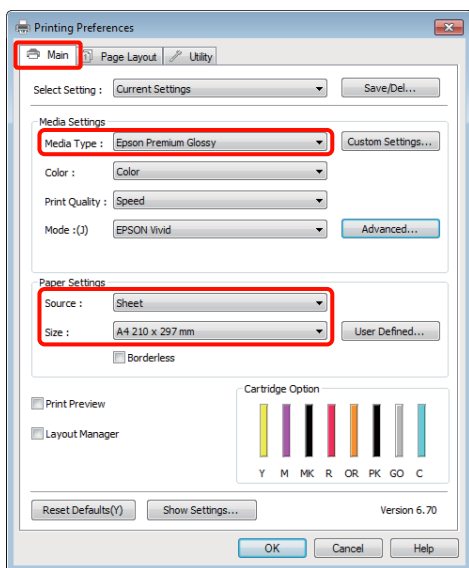 Printing Preferences
Main Page Layout Utility
Select Setting : Current Settings Save/Del...
Media Settings
Media Type : Epson Premium Glossy Custom Settings...
Color : Color
Print Quality : Speed
Mode :(J) EPSON Vivid Advanced...
Paper Settings
Source : Sheet
Size : A4 210 x 297 mm User Defined...
Borderless
Cartridge Option
Print Preview
Layout Manager
Y M MK R OR PK GO C
Reset Defaults(Y) Show Settings... Version 6.70
OK Cancel Help